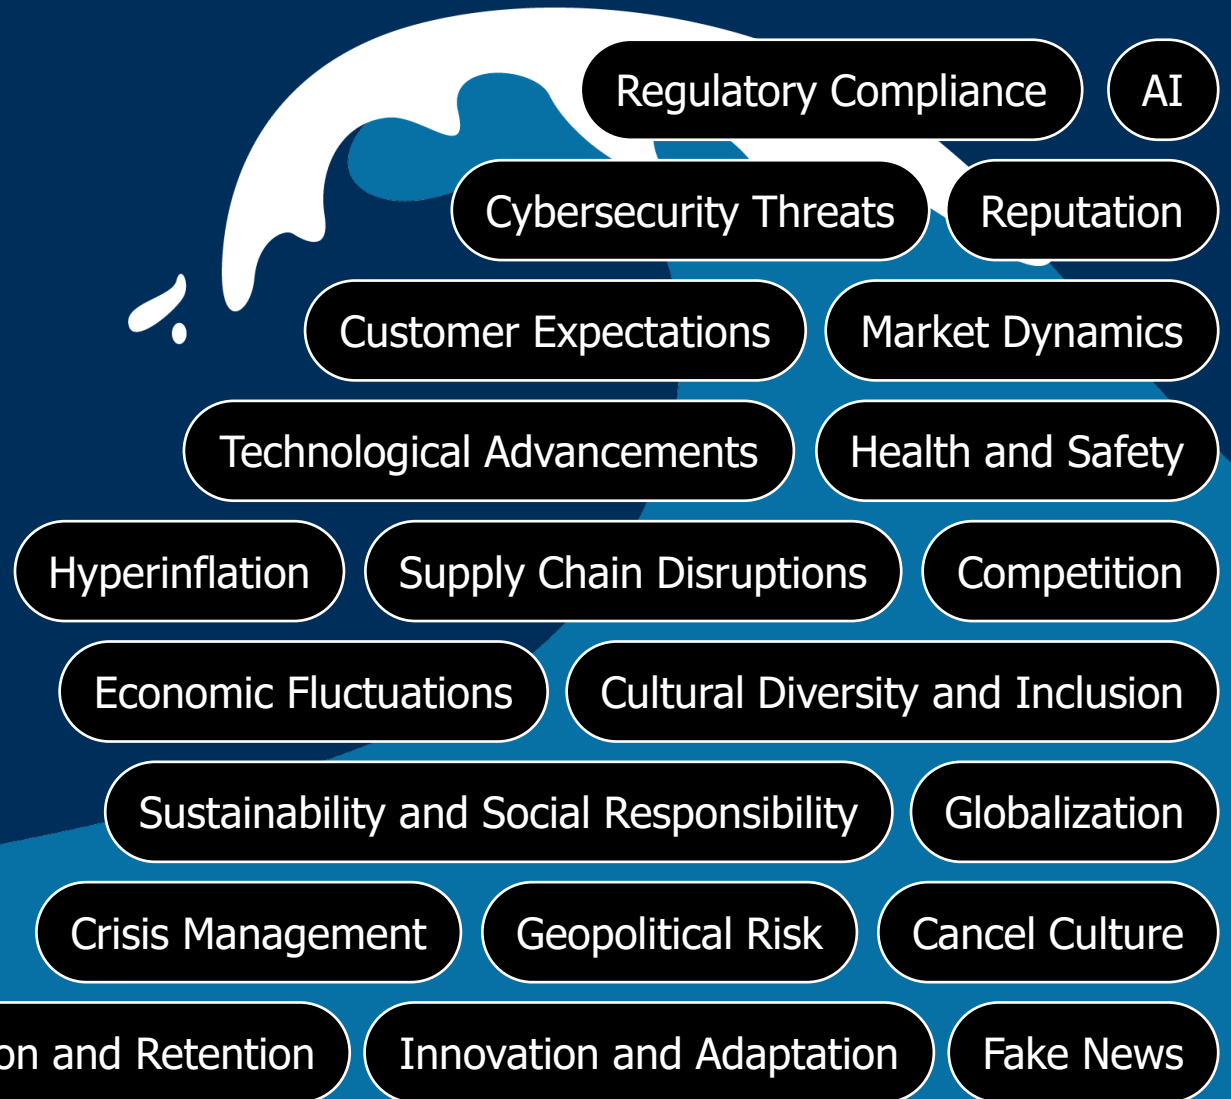 Regulatory Compliance AI
Cybersecurity Threats Reputation
Customer Expectations Market Dynamics
Technological Advancements Health and Safety
Hyperinflation Supply Chain Disruptions Competition
Economic Fluctuations Cultural Diversity and Inclusion
Sustainability and Social Responsibility Globalization
Crisis Management Geopolitical Risk Cancel Culture
on and Retention Innovation and Adaptation Fake News